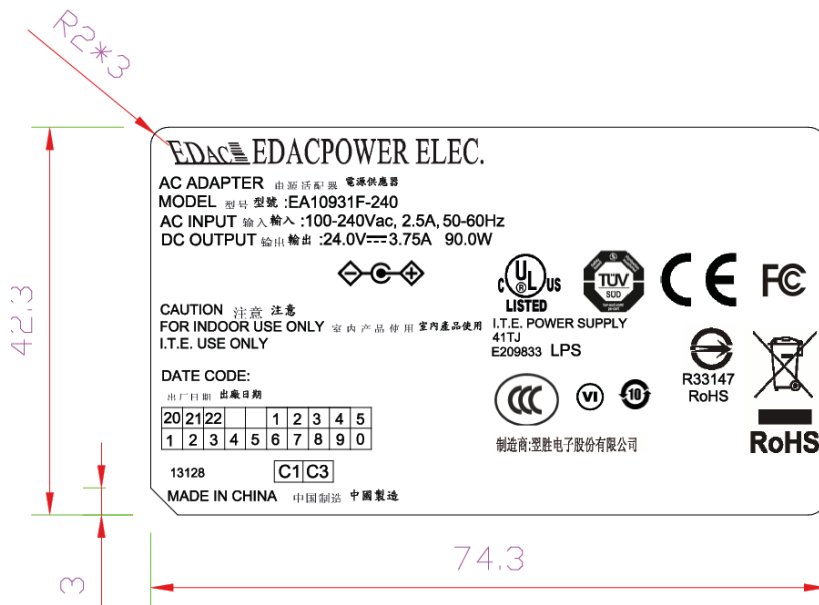 R2*3
EDAC EDACPOWER ELEC.
AC ADAPTER 电源适配器 電源供應器
MODEL 型号 型號 :EA10931F-240
AC INPUT 输入 輸入 :100-240Vac, 2.5A, 50-60Hz
DC OUTPUT 输出 輸出 :24.0V⎓3.75A 90.0W
C UL US
®
LISTED
TÜV
SÜD
CE
FC
CAUTION 注意 注意
FOR INDOOR USE ONLY 室内产品使用 室內產品使用
I.T.E. USE ONLY
I.T.E. POWER SUPPLY
41TJ
E209833 LPS
R33147
RoHS
DATE CODE:
出厂日期 出廠日期
20 21 22 1 2 3 4 5
1 2 3 4 5 6 7 8 9 0
CCC
VI
10
RoHS
制造商:翌胜电子股份有限公司
13128 C1 C3
MADE IN CHINA 中国制造 中國製造
42.3
3
74.3